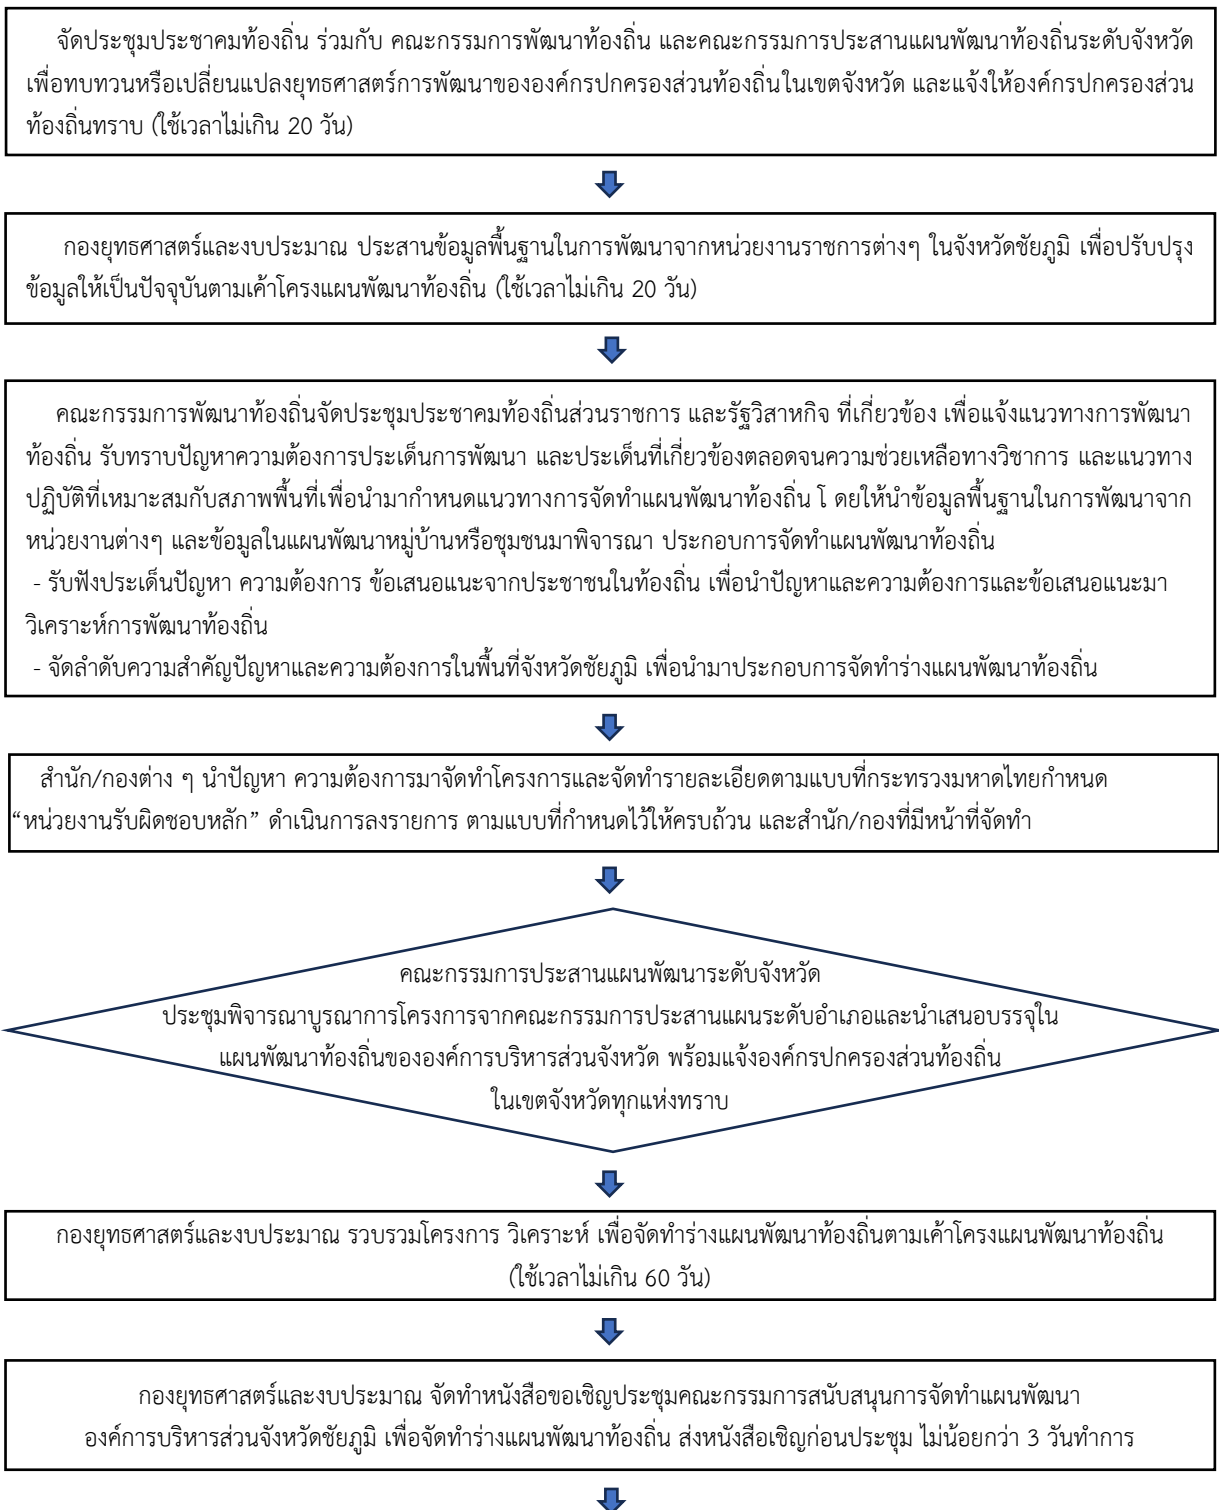 จัดประชุมประชาคมท้องถิ่น ร่วมกับ คณะกรรมการพัฒนาท้องถิ่น และคณะกรรมการประสานแผนพัฒนาท้องถิ่นระดับจังหวัด
เพื่อทบทวนหรือเปลี่ยนแปลงยุทธศาสตร์การพัฒนาขององค์กรปกครองส่วนท้องถิ่นในเขตจังหวัด และแจ้งให้องค์กรปกครองส่วน
ท้องถิ่นทราบ (ใช้เวลาไม่เกิน 20 วัน)
กองยุทธศาสตร์และงบประมาณ ประสานข้อมูลพื้นฐานในการพัฒนาจากหน่วยงานราชการต่างๆ ในจังหวัดชัยภูมิ เพื่อปรับปรุง
ข้อมูลให้เป็นปัจจุบันตามเค้าโครงแผนพัฒนาท้องถิ่น (ใช้เวลาไม่เกิน 20 วัน)
คณะกรรมการพัฒนาท้องถิ่นจัดประชุมประชาคมท้องถิ่นส่วนราชการ และรัฐวิสาหกิจ ที่เกี่ยวข้อง เพื่อแจ้งแนวทางการพัฒนา
ท้องถิ่น รับทราบปัญหาความต้องการประเด็นการพัฒนา และประเด็นที่เกี่ยวข้องตลอดจนความช่วยเหลือทางวิชาการ และแนวทาง
ปฏิบัติที่เหมาะสมกับสภาพพื้นที่เพื่อนำมากำหนดแนวทางการจัดทำแผนพัฒนาท้องถิ่น โ ดยให้นำข้อมูลพื้นฐานในการพัฒนาจาก
หน่วยงานต่างๆ และข้อมูลในแผนพัฒนาหมู่บ้านหรือชุมชนมาพิจารณา ประกอบการจัดทำแผนพัฒนาท้องถิ่น
- รับฟังประเด็นปัญหา ความต้องการ ข้อเสนอแนะจากประชาชนในท้องถิ่น เพื่อนำปัญหาและความต้องการและข้อเสนอแนะมา
วิเคราะห์การพัฒนาท้องถิ่น
- จัดลำดับความสำคัญปัญหาและความต้องการในพื้นที่จังหวัดชัยภูมิ เพื่อนำมาประกอบการจัดทำร่างแผนพัฒนาท้องถิ่น
สำนัก/กองต่าง ๆ นำปัญหา ความต้องการมาจัดทำโครงการและจัดทำรายละเอียดตามแบบที่กระทรวงมหาดไทยกำหนด
“หน่วยงานรับผิดชอบหลัก” ดำเนินการลงรายการ ตามแบบที่กำหนดไว้ให้ครบถ้วน และสำนัก/กองที่มีหน้าที่จัดทำ
คณะกรรมการประสานแผนพัฒนาระดับจังหวัด
ประชุมพิจารณาบูรณาการโครงการจากคณะกรรมการประสานแผนระดับอำเภอและนำเสนอบรรจุใน
แผนพัฒนาท้องถิ่นขององค์การบริหารส่วนจังหวัด พร้อมแจ้งองค์กรปกครองส่วนท้องถิ่น
ในเขตจังหวัดทุกแห่งทราบ
กองยุทธศาสตร์และงบประมาณ รวบรวมโครงการ วิเคราะห์ เพื่อจัดทำร่างแผนพัฒนาท้องถิ่นตามเค้าโครงแผนพัฒนาท้องถิ่น
(ใช้เวลาไม่เกิน 60 วัน)
กองยุทธศาสตร์และงบประมาณ จัดทำหนังสือขอเชิญประชุมคณะกรรมการสนับสนุนการจัดทำแผนพัฒนา
องค์การบริหารส่วนจังหวัดชัยภูมิ เพื่อจัดทำร่างแผนพัฒนาท้องถิ่น ส่งหนังสือเชิญก่อนประชุม ไม่น้อยกว่า 3 วันทำการ